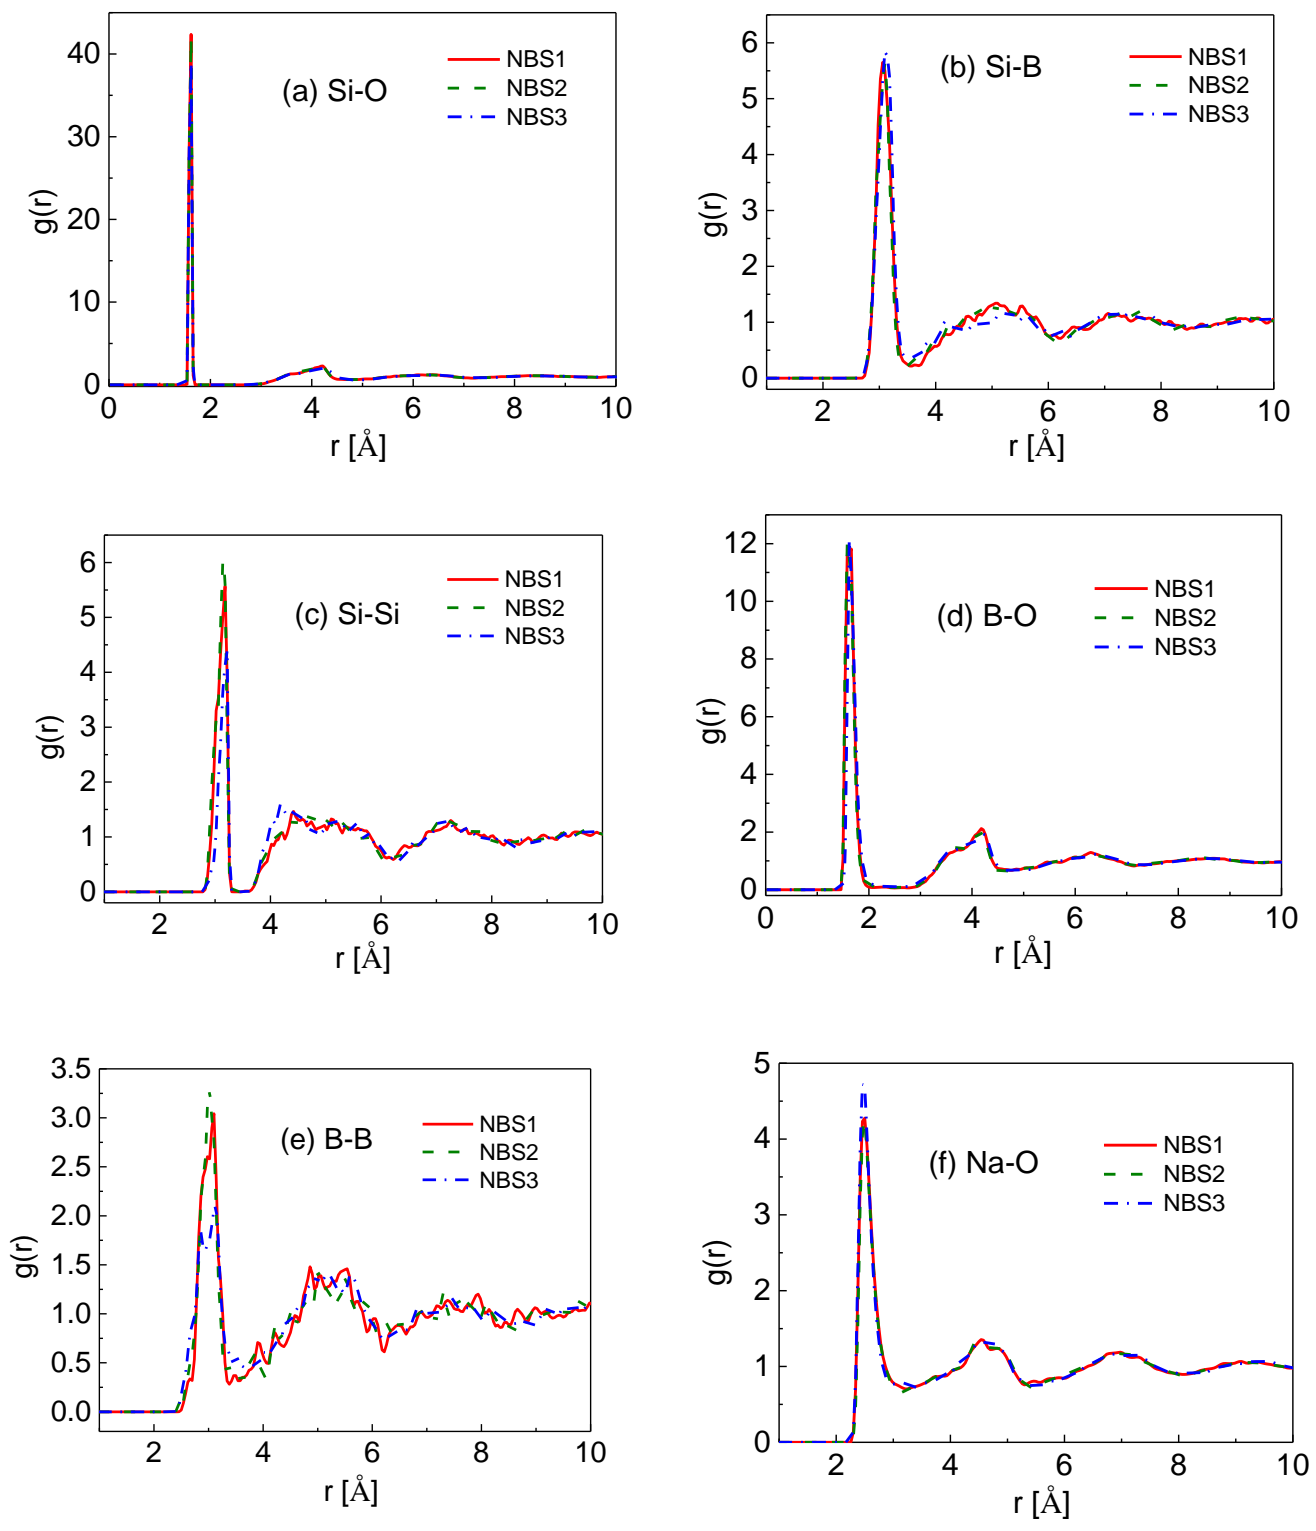 (a) Si-O
NBS1
NBS2
NBS3
g(r)
40
30
20
10
0
0 2 4 6 8 10
r [Å]
(b) Si-B
NBS1
NBS2
NBS3
g(r)
6
5
4
3
2
1
0
2 4 6 8 10
r [Å]
(c) Si-Si
NBS1
NBS2
NBS3
g(r)
6
5
4
3
2
1
0
2 4 6 8 10
r [Å]
(d) B-O
NBS1
NBS2
NBS3
g(r)
12
10
8
6
4
2
0
0 2 4 6 8 10
r [Å]
(e) B-B
NBS1
NBS2
NBS3
g(r)
3.5
3.0
2.5
2.0
1.5
1.0
0.5
0.0
2 4 6 8 10
r [Å]
(f) Na-O
NBS1
NBS2
NBS3
g(r)
5
4
3
2
1
0
2 4 6 8 10
r [Å]